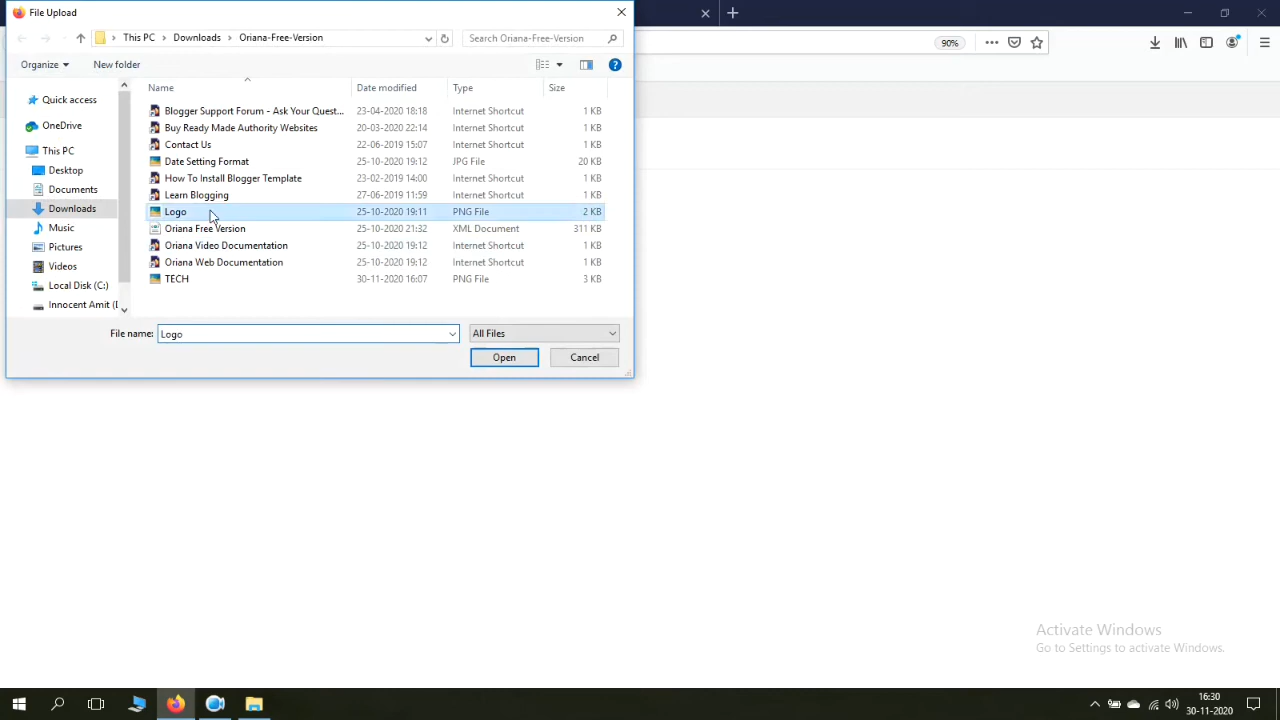 File Upload
This PC > Downloads > Oriana-Free-Version
Search Oriana-Free-Version
90%
Organize
New folder
Name Date modified Type Size
Quick access
OneDrive
This PC
Desktop
Documents
Downloads
Music
Pictures
Videos
Local Disk (C:)
Innocent Amit (
Blogger Support Forum - Ask Your Quest... 23-04-2020 18:18 Internet Shortcut 1 KB
Buy Ready Made Authority Websites 20-03-2020 22:14 Internet Shortcut 1 KB
Contact Us 22-06-2019 15:07 Internet Shortcut 1 KB
Date Setting Format 25-10-2020 19:12 JPG File 20 KB
How To Install Blogger Template 23-02-2019 14:00 Internet Shortcut 1 KB
Learn Blogging 27-06-2019 11:59 Internet Shortcut 1 KB
Logo 25-10-2020 19:11 PNG File 2 KB
Oriana Free Version 25-10-2020 21:32 XML Document 311 KB
Oriana Video Documentation 25-10-2020 19:12 Internet Shortcut 1 KB
Oriana Web Documentation 25-10-2020 19:12 Internet Shortcut 1 KB
TECH 30-11-2020 16:07 PNG File 3 KB
File name: Logo
All Files
Open Cancel
Activate Windows
Go to Settings to activate Windows.
16:30
30-11-2020